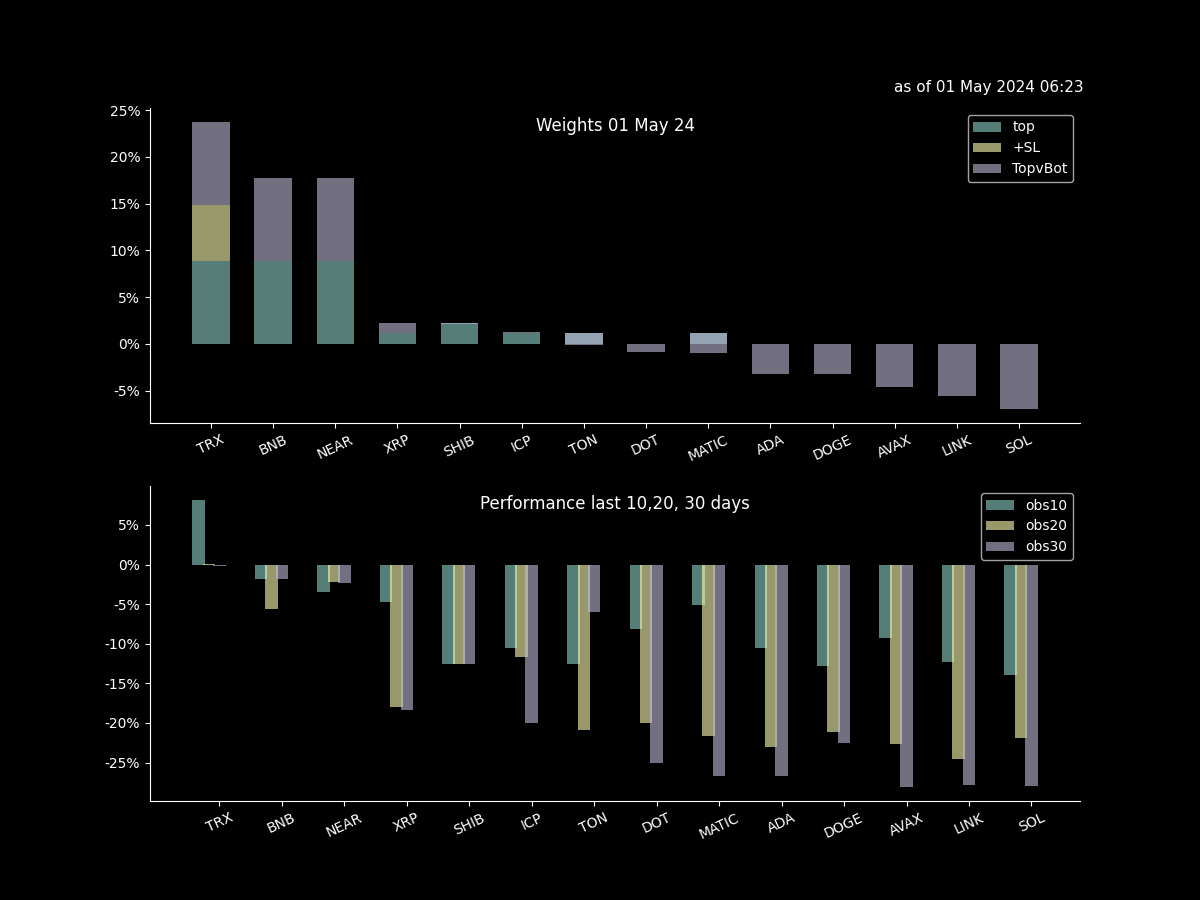 as of 01 May 2024 06:23
Weights 01 May 24
top
+SL
TopvBot
25%
20%
15%
10%
5%
0%
-5%
TRX BNB NEAR XRP SHIB ICP TON DOT MATIC ADA DOGE AVAX LINK SOL
Performance last 10,20, 30 days
obs10
obs20
obs30
5%
0%
-5%
-10%
-15%
-20%
-25%
TRX BNB NEAR XRP SHIB ICP TON DOT MATIC ADA DOGE AVAX LINK SOL